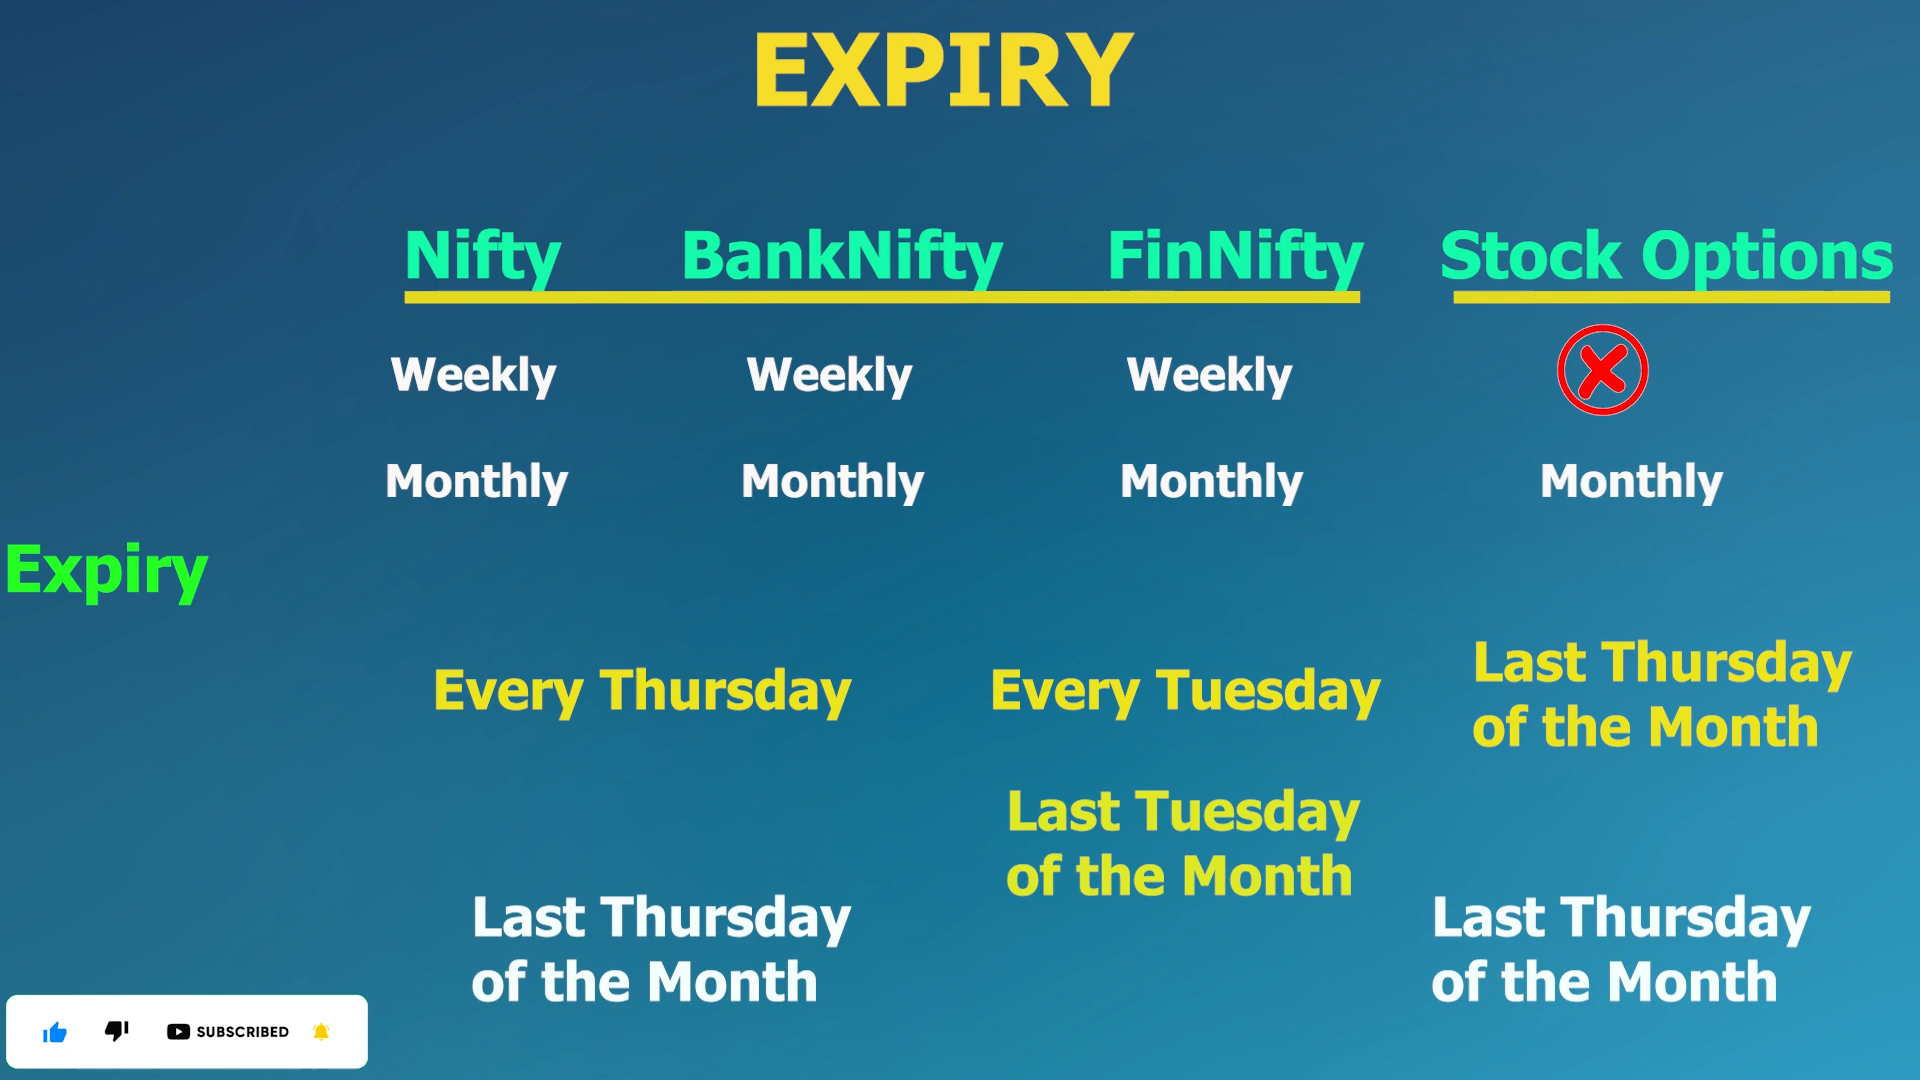 EXPIRY
Nifty BankNifty FinNifty Stock Options
Weekly Weekly Weekly
Monthly Monthly Monthly Monthly
Expiry
Every Thursday Every Tuesday
Last Thursday
of the Month
Last Tuesday
of the Month
Last Thursday
of the Month
Last Thursday
of the Month
SUBSCRIBED